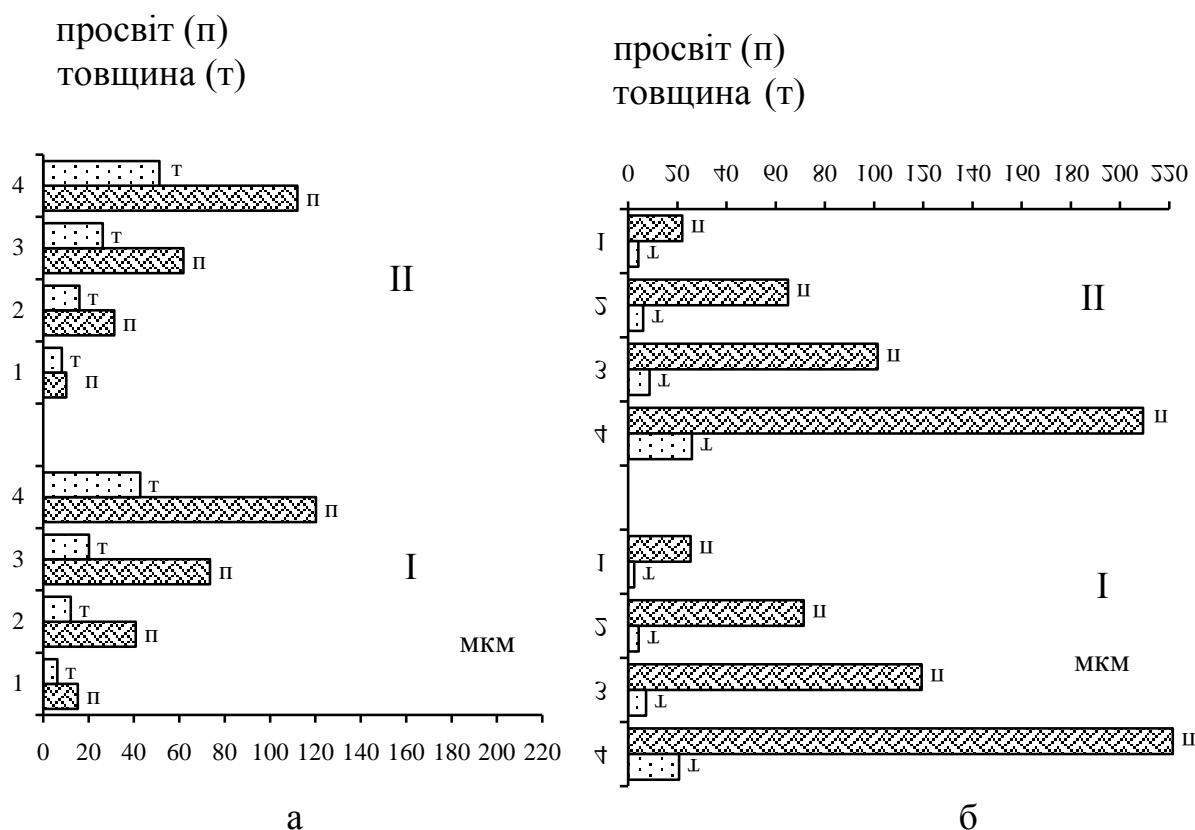 просвіт (п)
товщина (т)
4
т
п
3
т
п
II
2
т
п
1
т
п
4
т
п
3
т
п
I
2
т
п
мкм
1
т
п
0 20 40 60 80 100 120 140 160 180 200 220
а
просвіт (п)
товщина (т)
0 20 40 60 80 100 120 140 160 180 200 220
1
п
т
2
п
т
II
3
п
т
4
п
т
1
п
т
I
2
п
т
мкм
3
п
т
4
п
т
б